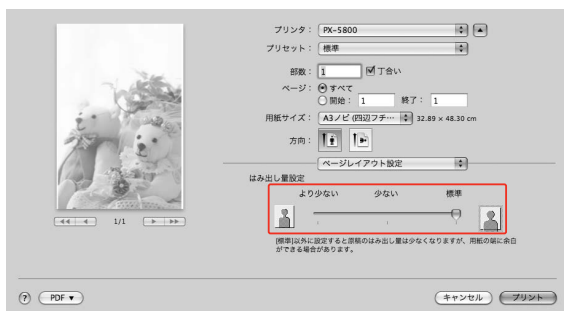 プリンタ： PX-5800
プリセット： 標準
部数： 1 丁合い
ページ： すべて
開始： 1 終了： 1
用紙サイズ： A3ノビ (四辺フチ… 32.89 × 48.30 cm
方向：
ページレイアウト設定
はみ出し量設定
より少ない 少ない 標準
1/1
[標準]以外に設定すると原稿のはみ出し量は少なくなりますが、用紙の端に余白
ができる場合があります。
? PDF ▼ キャンセル プリント